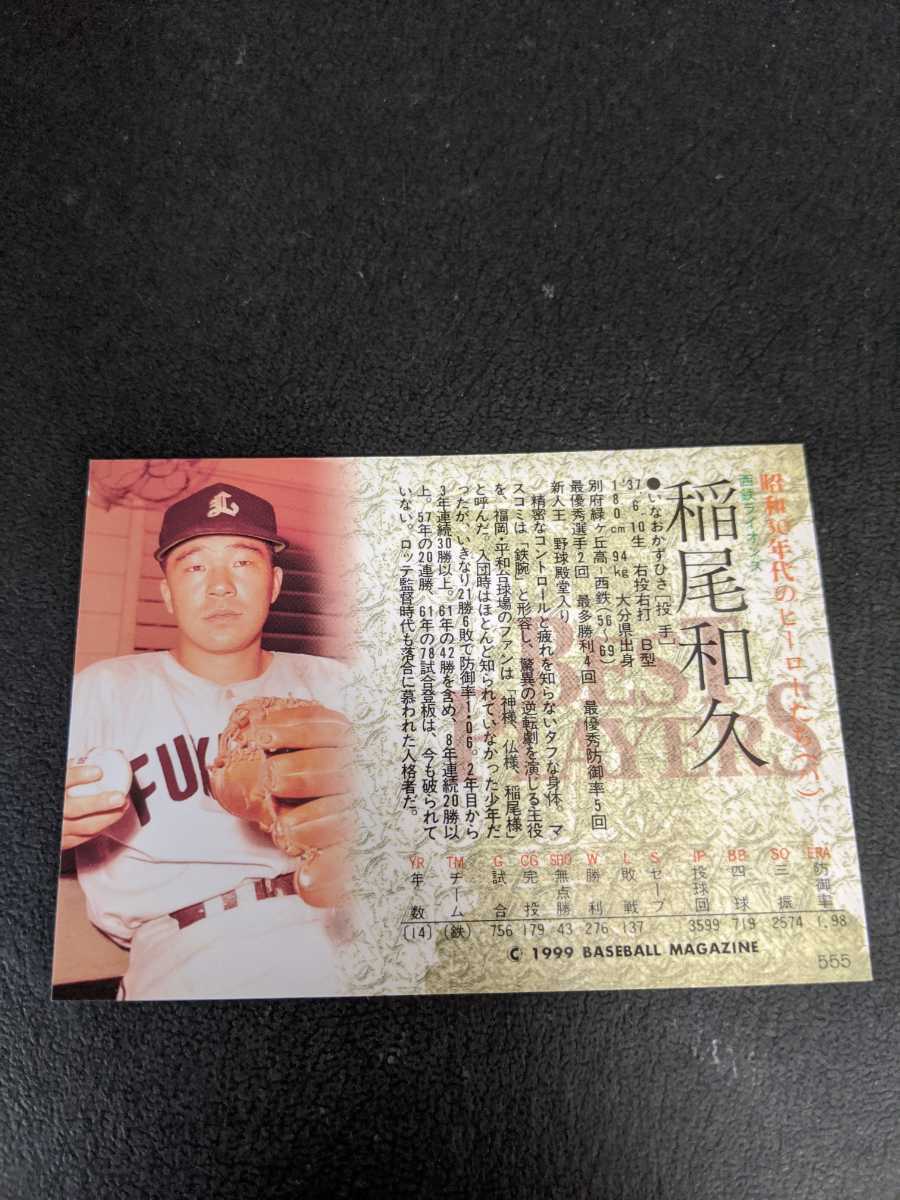 昭和30年代のヒーローたち(パ)
西鉄ライオンズ
稲尾和久
●いなおかずひさ「投　手」
'37・6・10生　右投右打　B型
180cm 94kg　大分県出身
別府緑ヶ丘高―西鉄(56～69)
最優秀選手2回　最多勝利4回　最優秀防御率5回
新人王　野球殿堂入り
精密なコントロールと疲れを知らないタフな身体。マ
スコミは「鉄腕」と形容し、驚異の逆転劇を演じる主役
を、福岡・平和台球場のファンは「神様、仏様、稲尾様」
と呼んだ。入団時はほとんど知られていなかった少年だ
ったが、いきなり21勝6敗で防御率1・06。2年目から
3年連続30勝以上。61年の42勝を含め、8年連続20勝以
上。57年の20連勝、61年の78試合登板は、今も破られて
いない。ロッテ監督時代も落合に慕われた人格者だ。
BEST
PLAYERS
L
FUK
YR TM G CG SHO W L S IP BB SO ERA
年数 チーム 試合 完投 無点勝 勝利 敗戦 セーブ 投球回 四球 三振 防御率
(14) (鉄) 756 179 43 276 137 3599 719 2574 1.98
© 1999 BASEBALL MAGAZINE
555